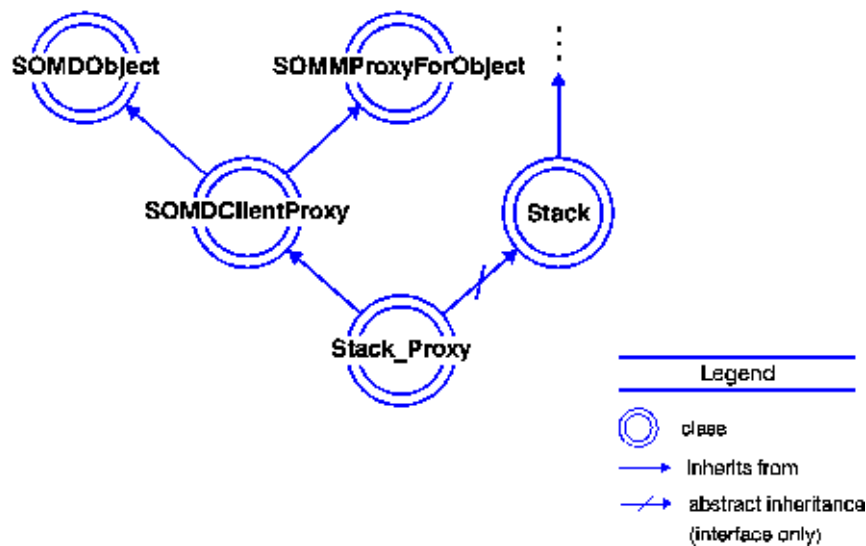 SOMDObject
SOMMProxyForObject
SOMDClientProxy
Stack
Stack_Proxy
Legend
class
Inherits from
abstract inheritance
(interface only)